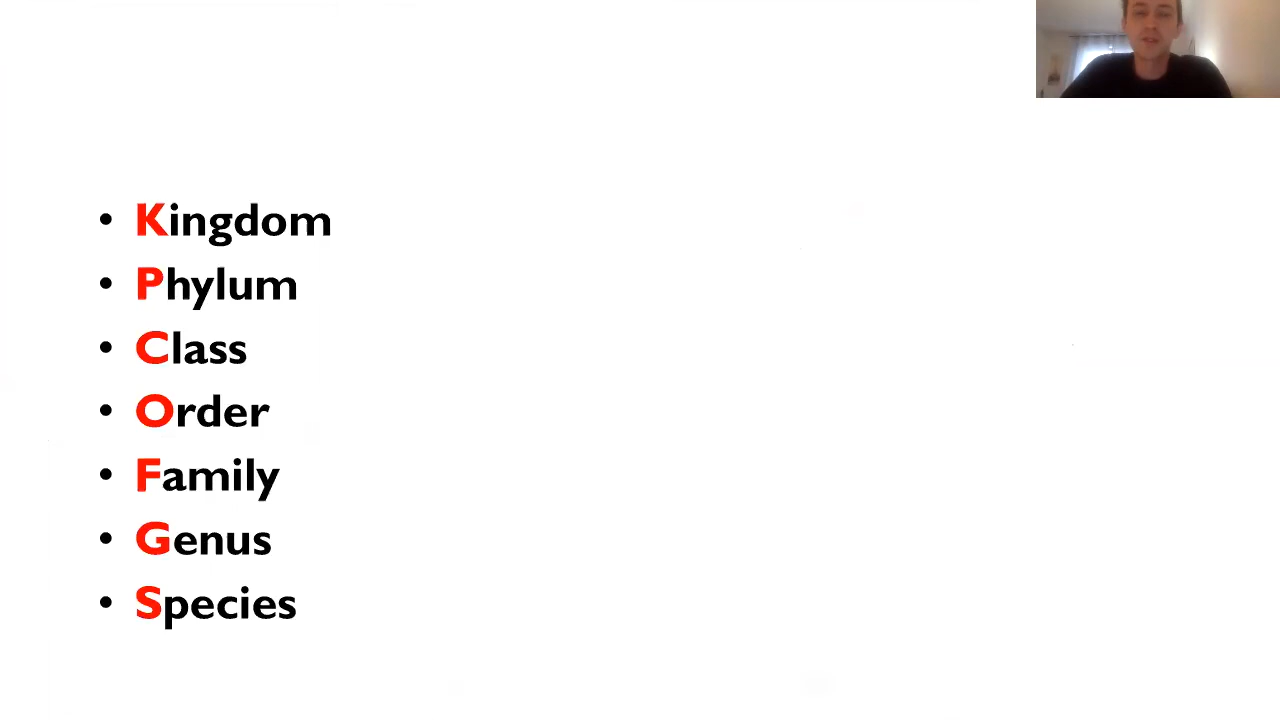 • Kingdom
• Phylum
• Class
• Order
• Family
• Genus
• Species